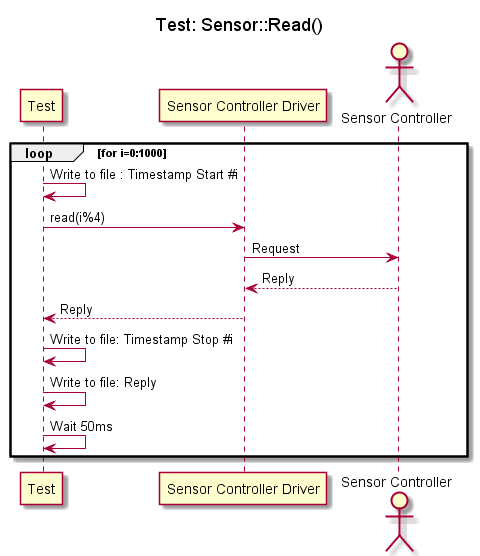 Test: Sensor::Read()
Test
Sensor Controller Driver
Sensor Controller
loop [for i=0:1000]
Write to file : Timestamp Start #i
read(i%4)
Request
Reply
Reply
Write to file: Timestamp Stop #i
Write to file: Reply
Wait 50ms
Test
Sensor Controller Driver
Sensor Controller